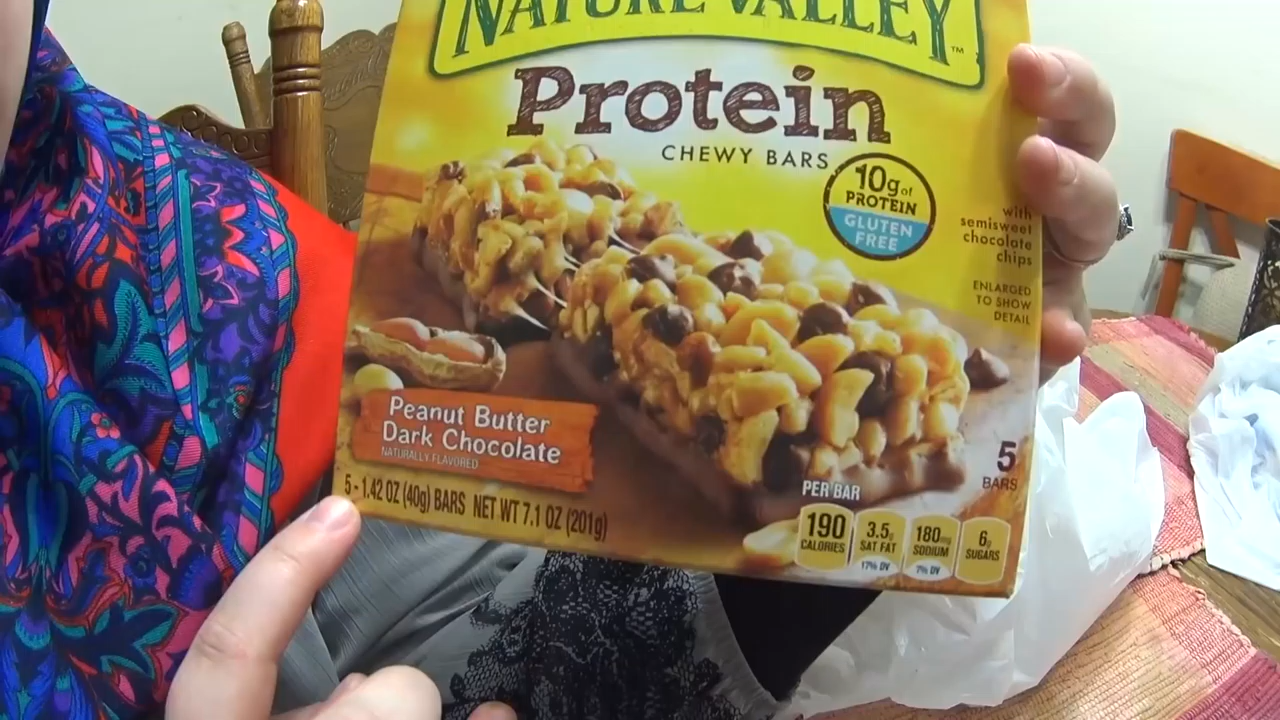 NATURE VALLEY™
Protein
CHEWY BARS
10g of
PROTEIN
GLUTEN
FREE
with
semisweet
chocolate
chips
ENLARGED
TO SHOW
DETAIL
Peanut Butter
Dark Chocolate
NATURALLY FLAVORED
5
BARS
5 - 1.42 OZ (40g) BARS NET WT 7.1 OZ (201g)
PER BAR
190
CALORIES
3.5g
SAT FAT
17% DV
180mg
SODIUM
7% DV
6g
SUGARS